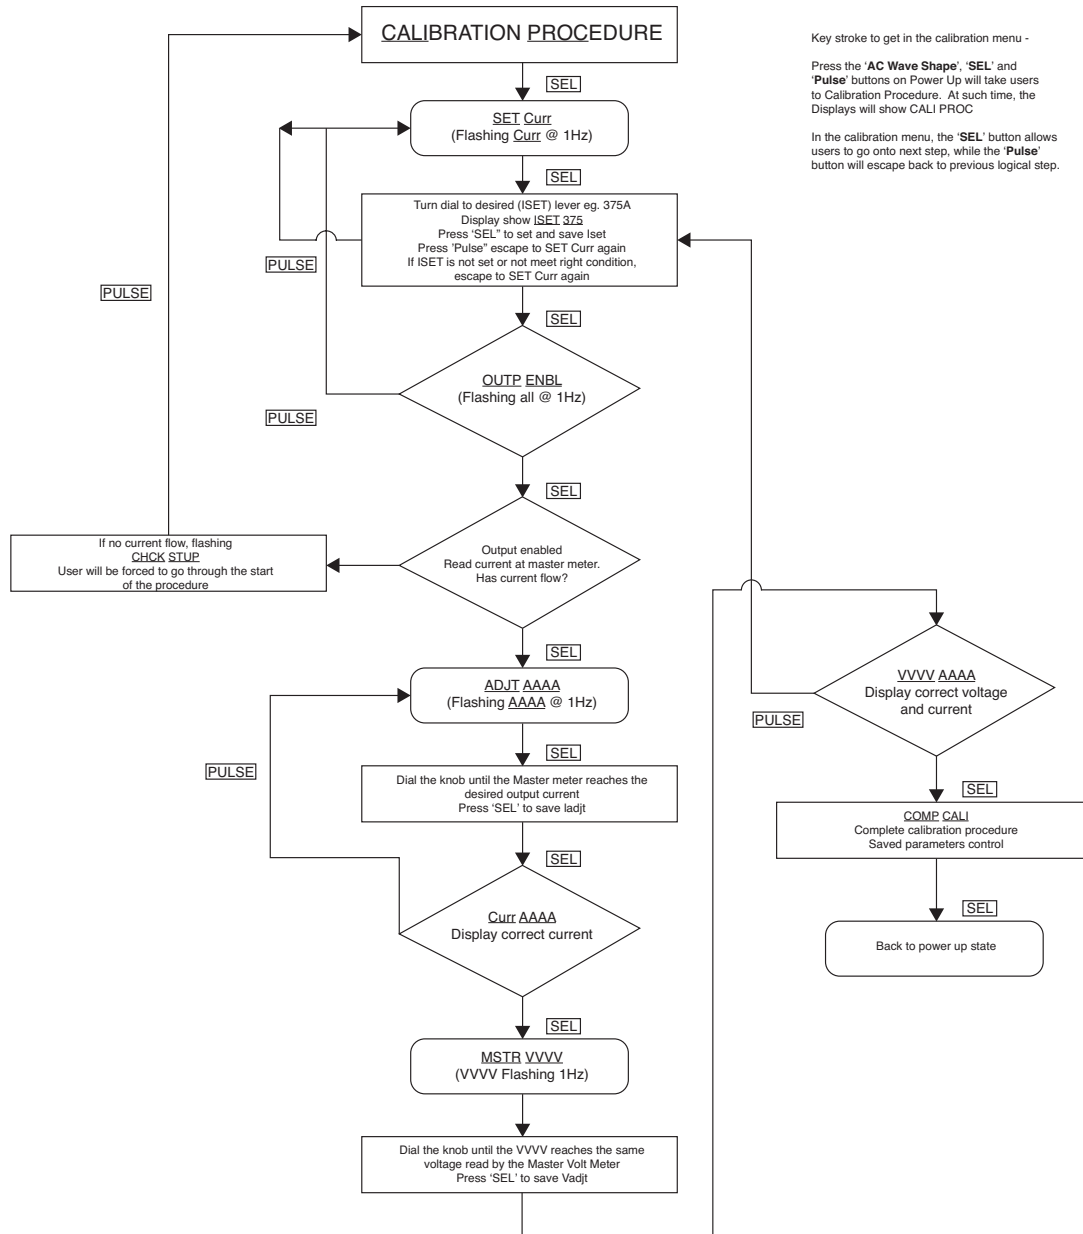 CALIBRATION PROCEDURE
Key stroke to get in the calibration menu -
Press the ‘AC Wave Shape’, ‘SEL’ and
‘Pulse’ buttons on Power Up will take users
to Calibration Procedure. At such time, the
Displays will show CALI PROC
In the calibration menu, the ‘SEL’ button allows
users to go onto next step, while the ‘Pulse’
button will escape back to previous logical step.
SEL
SET Curr
(Flashing Curr @ 1Hz)
SEL
Turn dial to desired (ISET) lever eg. 375A
Display show ISET 375
Press ‘SEL” to set and save Iset
Press ’Pulse” escape to SET Curr again
If ISET is not set or not meet right condition,
escape to SET Curr again
PULSE
PULSE
SEL
OUTP ENBL
(Flashing all @ 1Hz)
PULSE
SEL
Output enabled
Read current at master meter.
Has current flow?
If no current flow, flashing
CHCK STUP
User will be forced to go through the start
of the procedure
SEL
ADJT AAAA
(Flashing AAAA @ 1Hz)
SEL
PULSE
Dial the knob until the Master meter reaches the
desired output current
Press ‘SEL’ to save Iadjt
SEL
Curr AAAA
Display correct current
SEL
MSTR VVVV
(VVVV Flashing 1Hz)
Dial the knob until the VVVV reaches the same
voltage read by the Master Volt Meter
Press ‘SEL’ to save Vadjt
VVVV AAAA
Display correct voltage
and current
PULSE
SEL
COMP CALI
Complete calibration procedure
Saved parameters control
SEL
Back to power up state